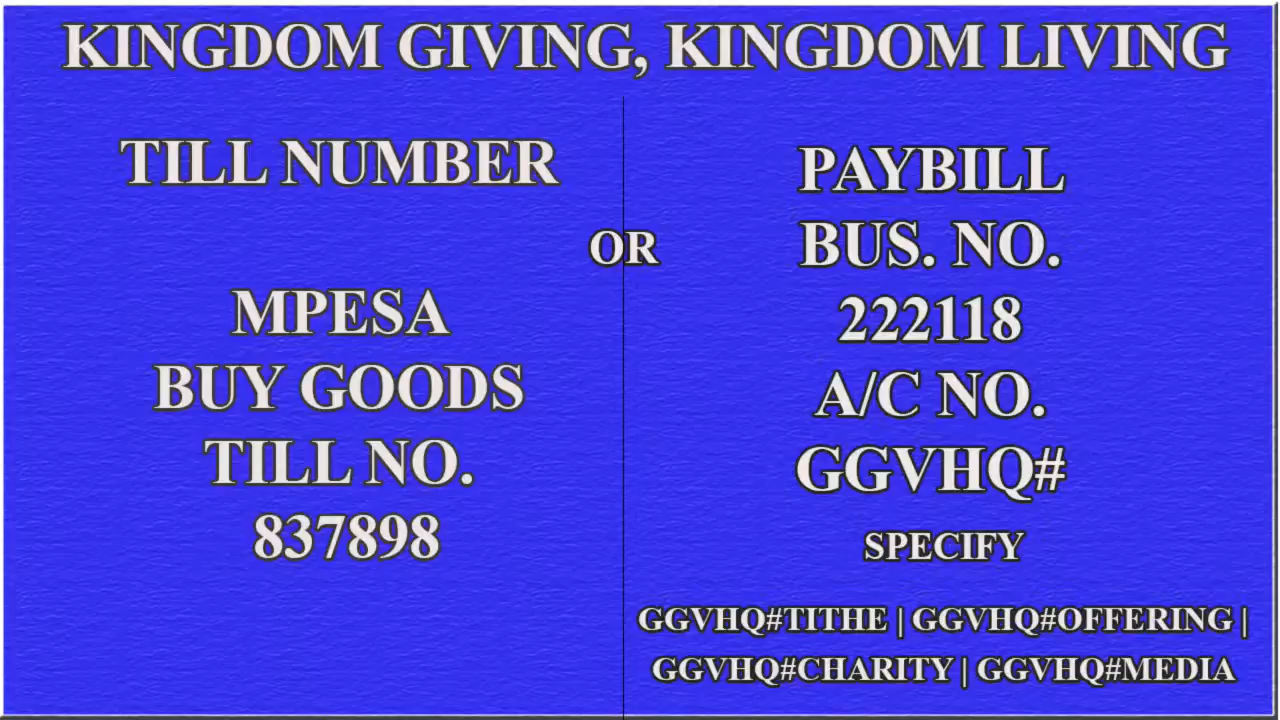 KINGDOM GIVING, KINGDOM LIVING
TILL NUMBER
MPESA
BUY GOODS
TILL NO.
837898
OR
PAYBILL
BUS. NO.
222118
A/C NO.
GGVHQ#
SPECIFY
GGVHQ#TITHE | GGVHQ#OFFERING |
GGVHQ#CHARITY | GGVHQ#MEDIA